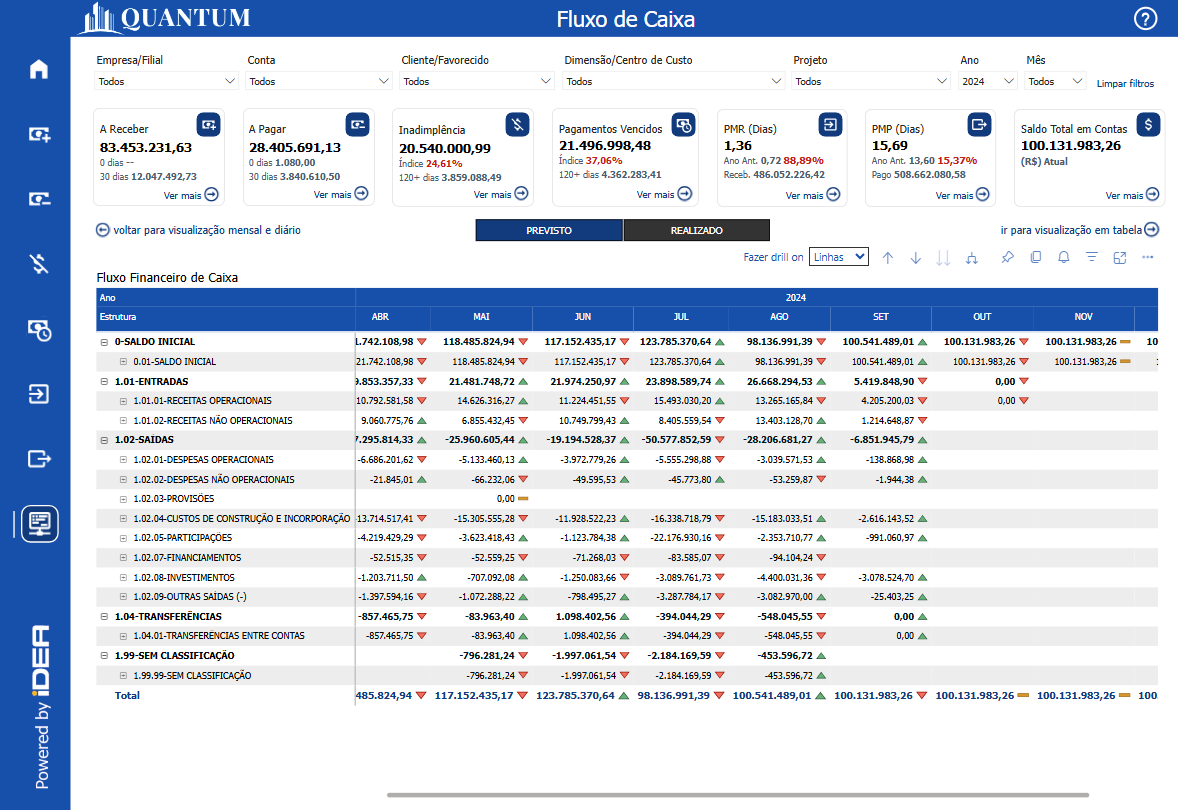 QUANTUM
Fluxo de Caixa
?
Empresa/Filial Conta Cliente/Favorecido Dimensão/Centro de Custo Projeto Ano Mês
Todos Todos Todos Todos Todos 2024 Todos Limpar filtros
A Receber
83.453.231,63
0 dias --
30 dias 12.047.492,73
Ver mais
A Pagar
28.405.691,13
0 dias 1.080,00
30 dias 3.840.610,50
Ver mais
Inadimplência
20.540.000,99
Índice 24,61%
120+ dias 3.859.088,49
Ver mais
Pagamentos Vencidos
21.496.998,48
Índice 37,06%
120+ dias 4.362.283,41
Ver mais
PMR (Dias)
1,36
Ano Ant. 0,72 88,89%
Receb. 486.052.226,42
Ver mais
PMP (Dias)
15,69
Ano Ant. 13,60 15,37%
Pago 508.662.080,58
Ver mais
$
Saldo Total em Contas
100.131.983,26
(R$) Atual
Ver mais
voltar para visualização mensal e diário
PREVISTO REALIZADO
ir para visualização em tabela
Fazer drill on Linhas
Fluxo Financeiro de Caixa
Ano 2024
Estrutura ABR MAI JUN JUL AGO SET OUT NOV
0-SALDO INICIAL 1.742.108,98 118.485.824,94 117.152.435,17 123.785.370,64 98.136.991,39 100.541.489,01 100.131.983,26 100.131.983,26 10
0.01-SALDO INICIAL 21.742.108,98 118.485.824,94 117.152.435,17 123.785.370,64 98.136.991,39 100.541.489,01 100.131.983,26 100.131.983,26
1.01-ENTRADAS 9.853.357,33 21.481.748,72 21.974.250,97 23.898.589,74 26.668.294,53 5.419.848,90 0,00
1.01.01-RECEITAS OPERACIONAIS 10.792.581,58 14.626.316,27 11.224.451,55 15.493.030,20 13.265.165,84 4.205.200,03 0,00
1.01.02-RECEITAS NÃO OPERACIONAIS 9.060.775,76 6.855.432,45 10.749.799,43 8.405.559,54 13.403.128,70 1.214.648,87
1.02-SAÍDAS 7.295.814,33 -25.960.605,44 -19.194.528,37 -50.577.852,59 -28.206.681,27 -6.851.945,79
1.02.01-DESPESAS OPERACIONAIS -6.686.201,62 -5.133.460,13 -3.972.779,26 -5.555.298,88 -3.039.571,53 -138.868,98
1.02.02-DESPESAS NÃO OPERACIONAIS -21.845,01 -66.232,06 -49.595,53 -45.773,80 -53.259,87 -1.944,38
1.02.03-PROVISÕES 0,00
1.02.04-CUSTOS DE CONSTRUÇÃO E INCORPORAÇÃO -13.714.517,41 -15.305.555,28 -11.928.522,23 -16.338.718,79 -15.183.033,51 -2.616.143,52
1.02.05-PARTICIPAÇÕES -4.219.429,29 -3.623.418,43 -1.123.784,38 -22.176.930,16 -2.353.710,77 -991.060,97
1.02.07-FINANCIAMENTOS -52.515,35 -52.559,25 -71.268,03 -83.585,07 -94.104,24
1.02.08-INVESTIMENTOS -1.203.711,50 -707.092,08 -1.250.083,66 -3.089.761,73 -4.400.031,36 -3.078.524,70
1.02.09-OUTRAS SAÍDAS (-) -1.397.594,16 -1.072.288,22 -798.495,27 -3.287.784,17 -3.082.970,00 -25.403,25
1.04-TRANSFERÊNCIAS -857.465,75 -83.963,40 1.098.402,56 -394.044,29 -548.045,55 0,00
1.04.01-TRANSFERÊNCIAS ENTRE CONTAS -857.465,75 -83.963,40 1.098.402,56 -394.044,29 -548.045,55 0,00
1.99-SEM CLASSIFICAÇÃO -796.281,24 -1.997.061,54 -2.184.169,59 -453.596,72
1.99.99-SEM CLASSIFICAÇÃO -796.281,24 -1.997.061,54 -2.184.169,59 -453.596,72
Total 485.824,94 117.152.435,17 123.785.370,64 98.136.991,39 100.541.489,01 100.131.983,26 100.131.983,26 100.131.983,26 100.
Powered by iDEA